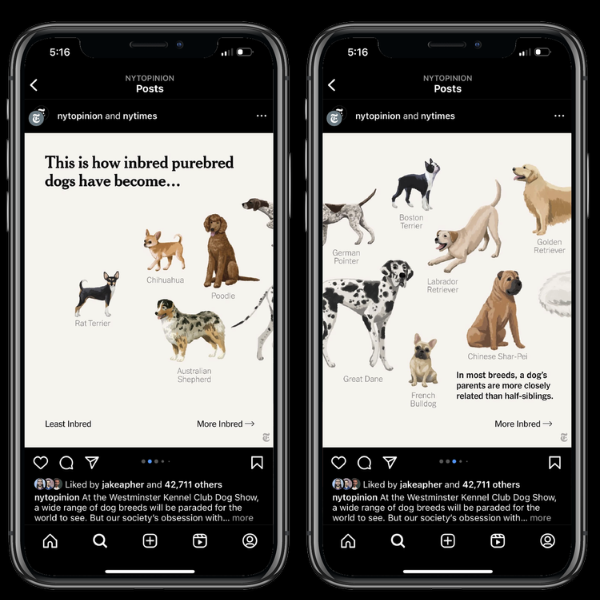 5:16
NYTOPINION
Posts
nytopinion and nytimes
This is how inbred purebred
dogs have become...
Chihuahua
Poodle
Rat Terrier
Australian
Shepherd
Least Inbred
More Inbred →
Liked by jakeapher and 42,711 others
nytopinion At the Westminster Kennel Club Dog Show,
a wide range of dog breeds will be paraded for the
world to see. But our society's obsession with... more
5:16
NYTOPINION
Posts
nytopinion and nytimes
Boston
Terrier
German
Pointer
Golden
Retriever
Labrador
Retriever
Chinese Shar-Pei
Great Dane
French
Bulldog
In most breeds, a dog's
parents are more closely
related than half-siblings.
More Inbred →
Liked by jakeapher and 42,711 others
nytopinion At the Westminster Kennel Club Dog Show,
a wide range of dog breeds will be paraded for the
world to see. But our society's obsession with... more